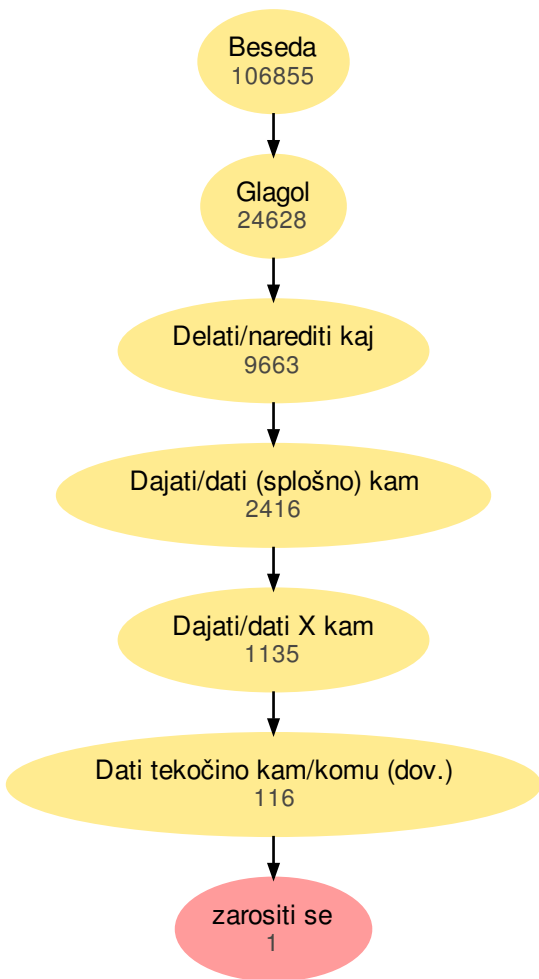 Beseda
106855
Glagol
24628
Delati/narediti kaj
9663
Dajati/dati (splošno) kam
2416
Dajati/dati X kam
1135
Dati tekočino kam/komu (dov.)
116
zarositi se
1